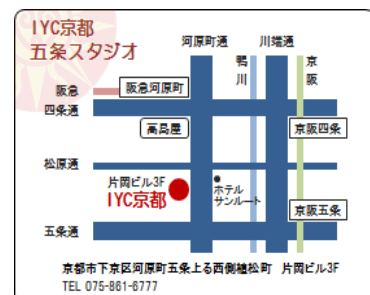 IYC京都
五条スタジオ
河原町通
川端通
鴨川
京阪
阪急
阪急河原町
四条通
高島屋
京阪四条
松原通
片岡ビル3F
IYC京都
ホテル
サンルート
京阪五条
五条通
京都市下京区河原町五条上る西側植松町 片岡ビル3F
TEL 075-861-6777